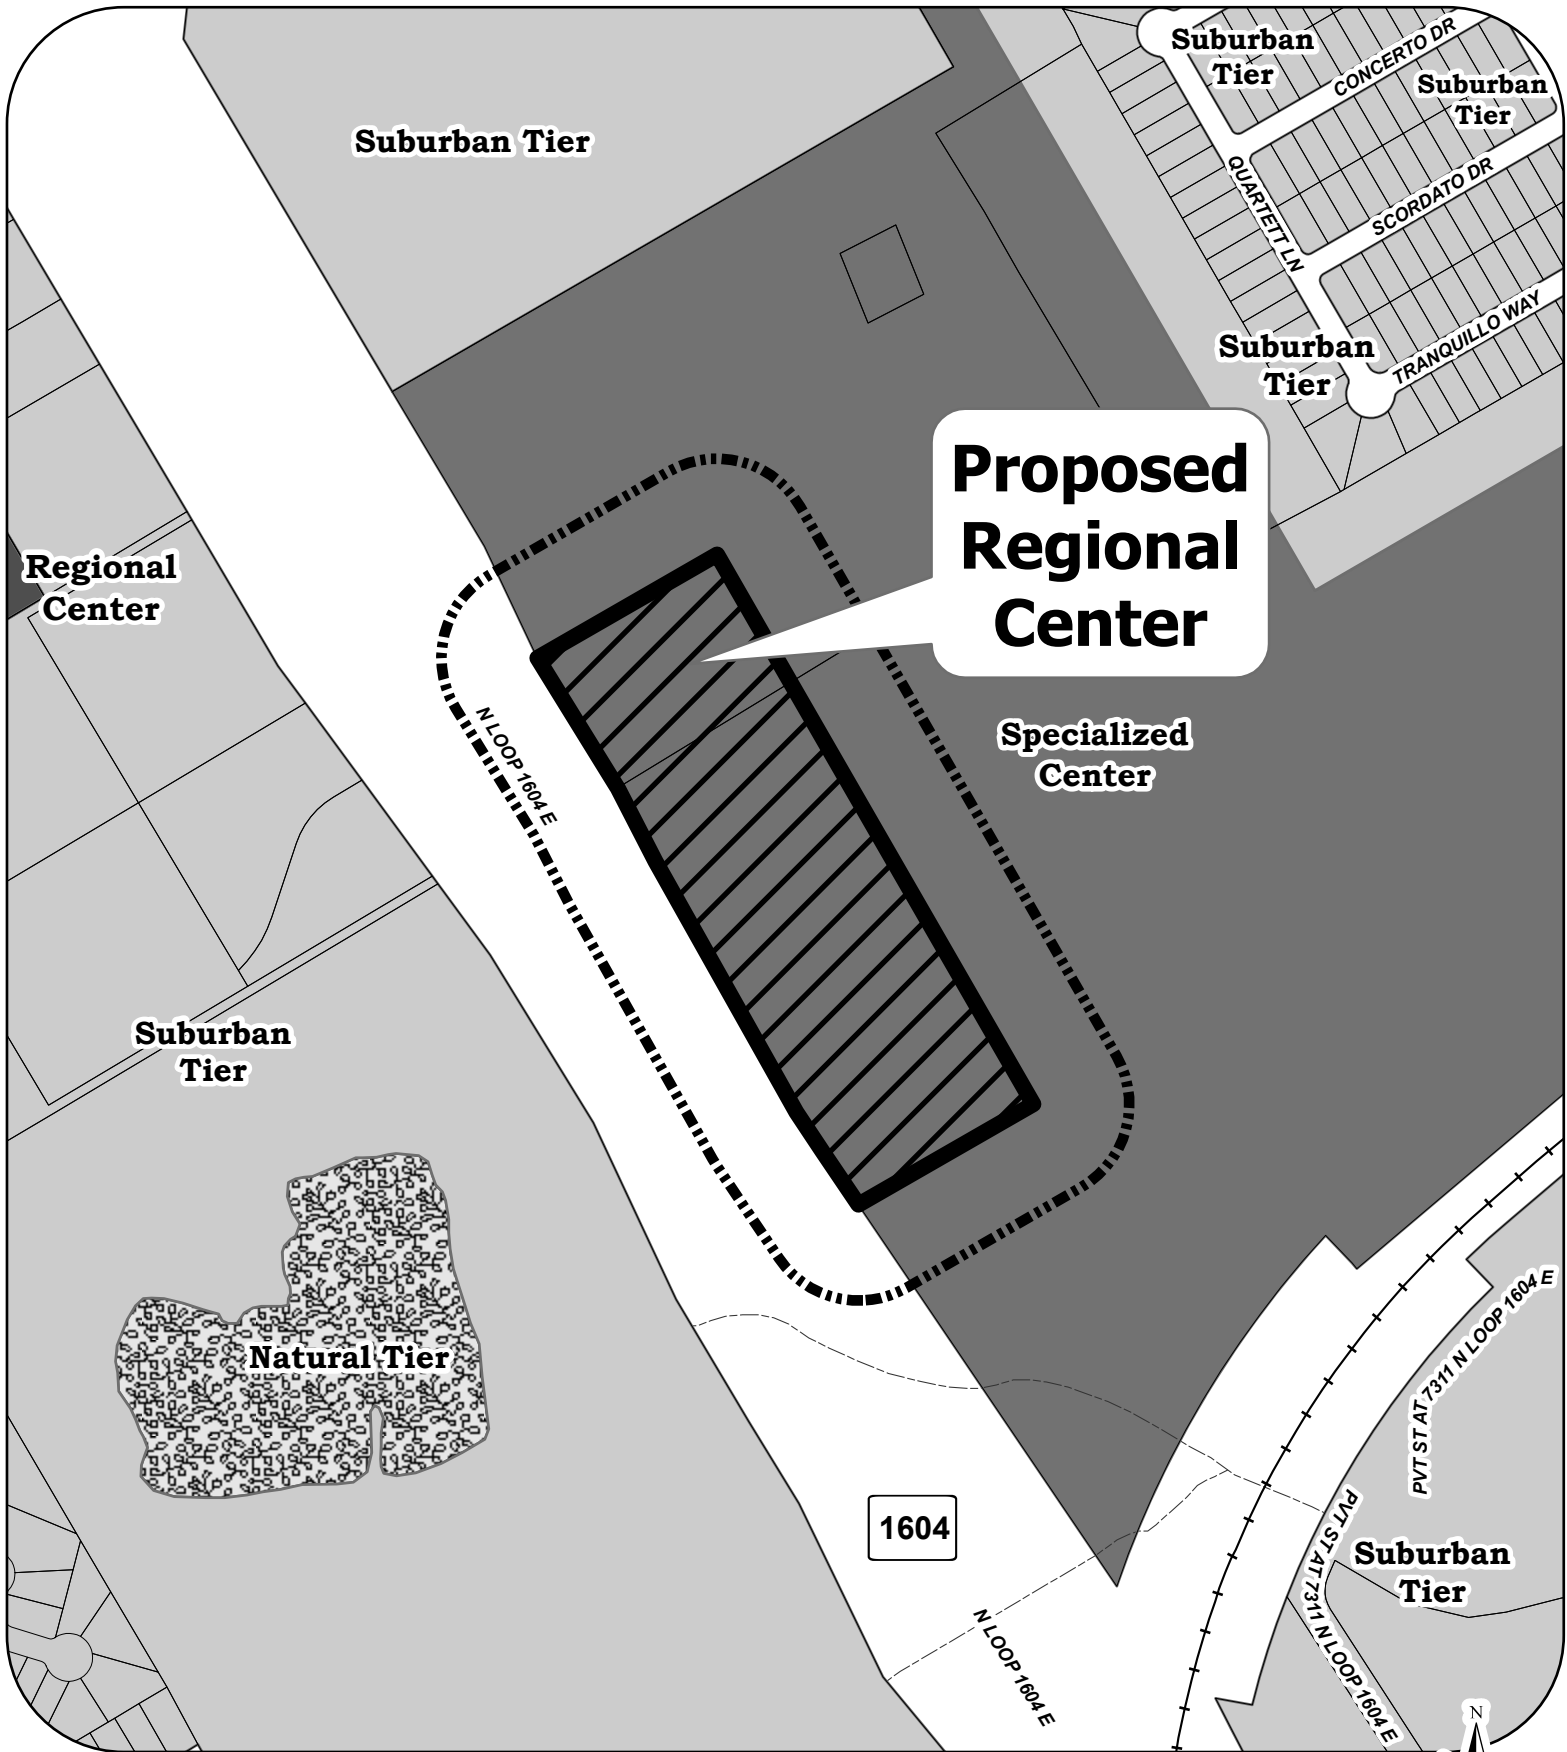 Suburban
Tier
CONCERTO DR
Suburban
Tier
Suburban Tier
QUARTETT LN
SCORDATO DR
TRANQUILLO WAY
Suburban
Tier
Proposed
Regional
Center
Regional
Center
N LOOP 1604 E
Specialized
Center
Suburban
Tier
Natural Tier
PVT ST AT 7311 N LOOP 1604 E
1604
PVT ST AT 7311 N LOOP 1604 E
Suburban
Tier
N LOOP 1604 E
N